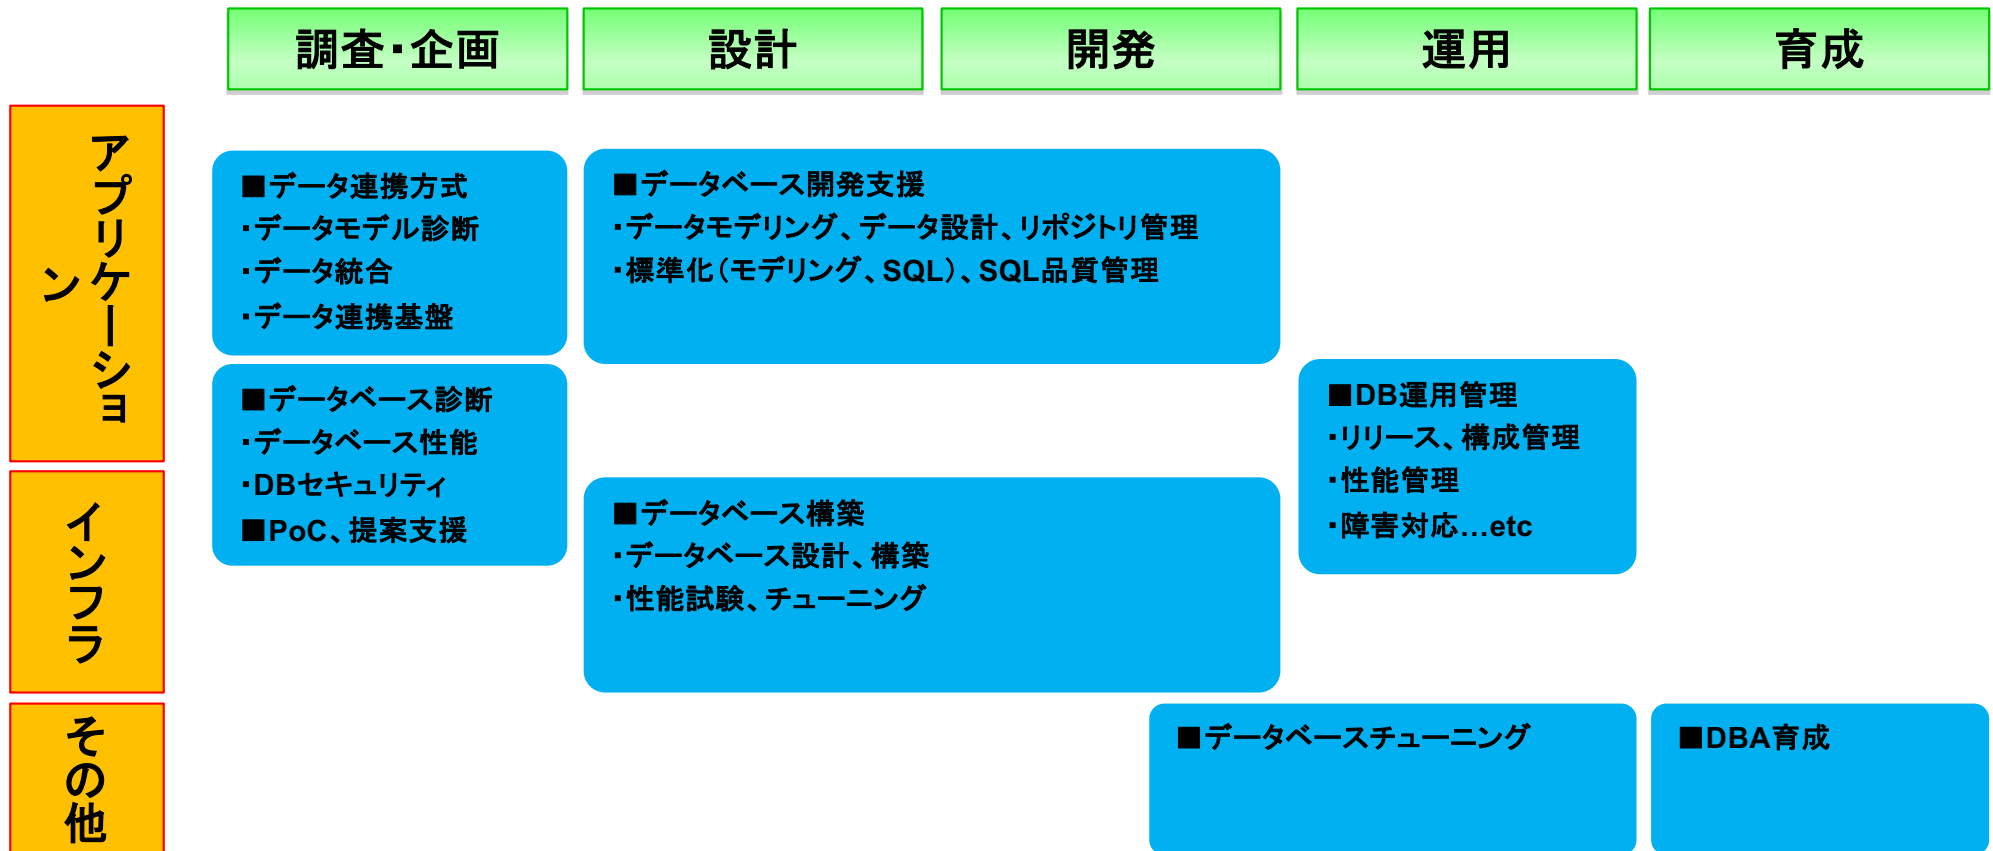 調査・企画
設計
開発
運用
育成
アプリケーショ
ン
■データ連携方式
・データモデル診断
・データ統合
・データ連携基盤
■データベース開発支援
・データモデリング、データ設計、リポジトリ管理
・標準化（モデリング、SQL）、SQL品質管理
■データベース診断
・データベース性能
・DBセキュリティ
■PoC、提案支援
■DB運用管理
・リリース、構成管理
・性能管理
・障害対応…etc
インフラ
■データベース構築
・データベース設計、構築
・性能試験、チューニング
その他
■データベースチューニング
■DBA育成